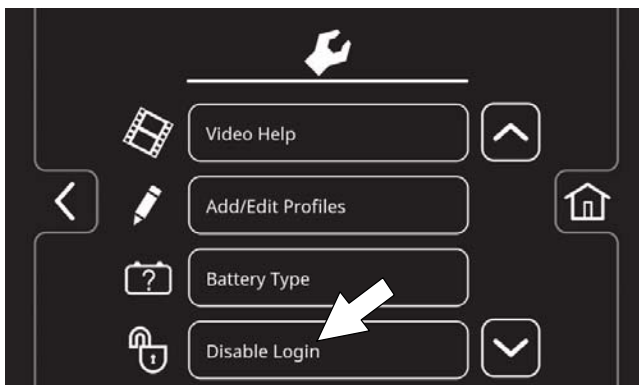 Video Help
Add/Edit Profiles
?
Battery Type
Disable Login